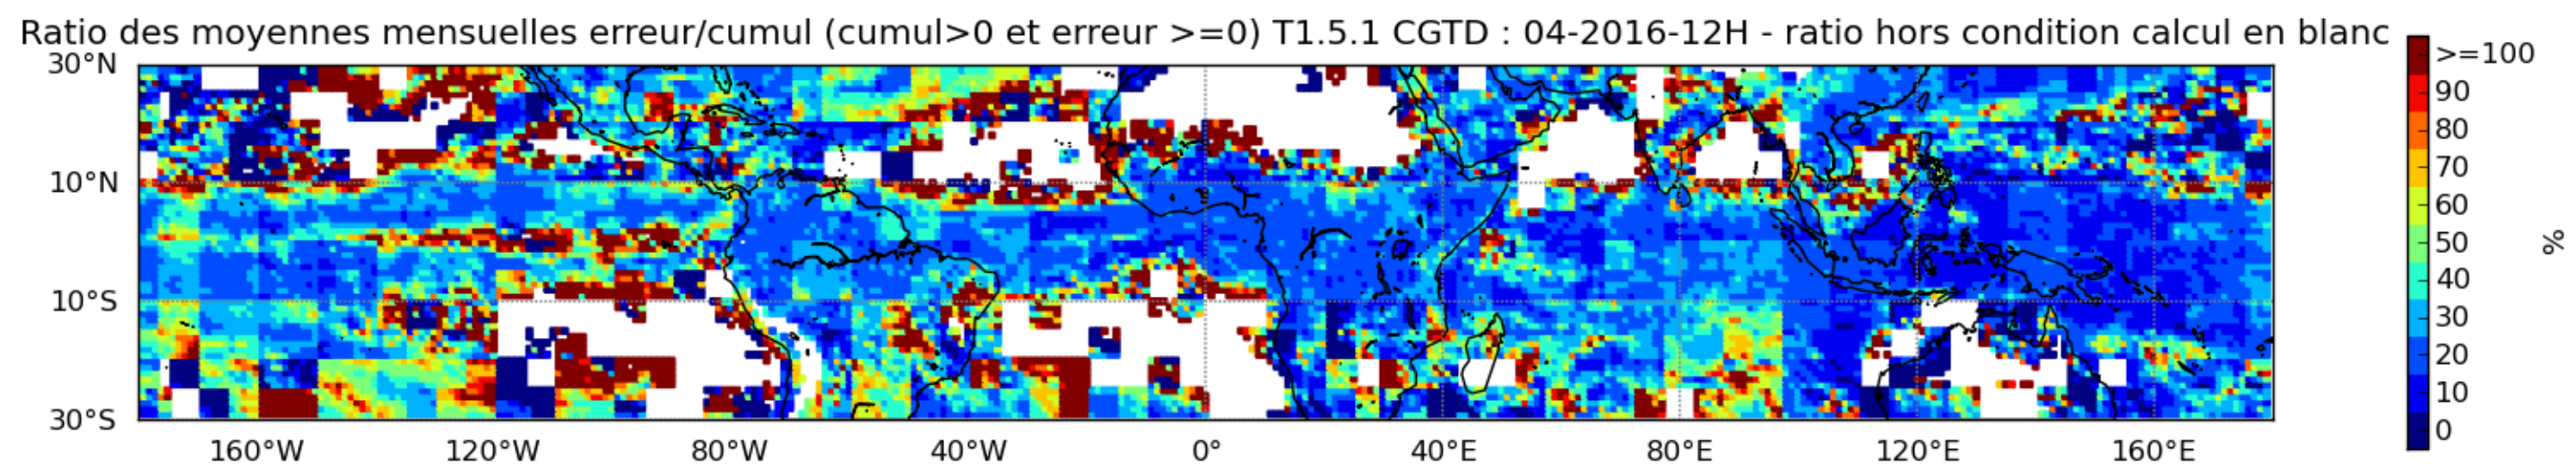 Ratio des moyennes mensuelles erreur/cumul (cumul>0 et erreur >=0) T1.5.1 CGTD : 04-2016-12H - ratio hors condition calcul en blanc
30°N
10°N
10°S
30°S
160°W 120°W 80°W 40°W 0° 40°E 80°E 120°E 160°E
>=100
90
80
70
60
50
40
30
20
10
0
%